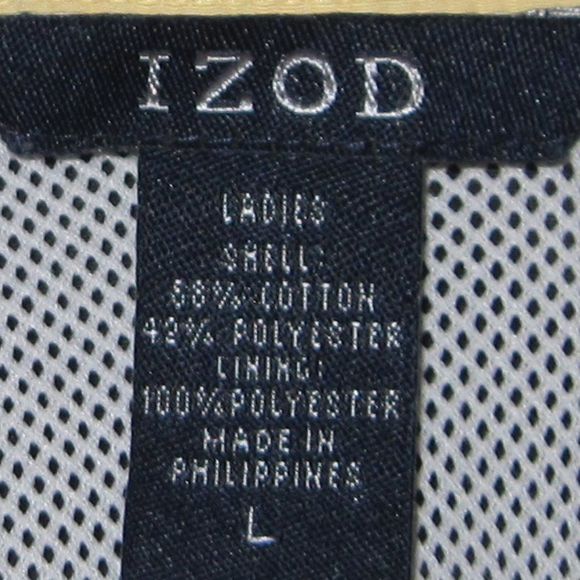 IZOD
LADIES
SHELL:
58% COTTON
42% POLYESTER
LINING:
100% POLYESTER
MADE IN
PHILIPPINES
L